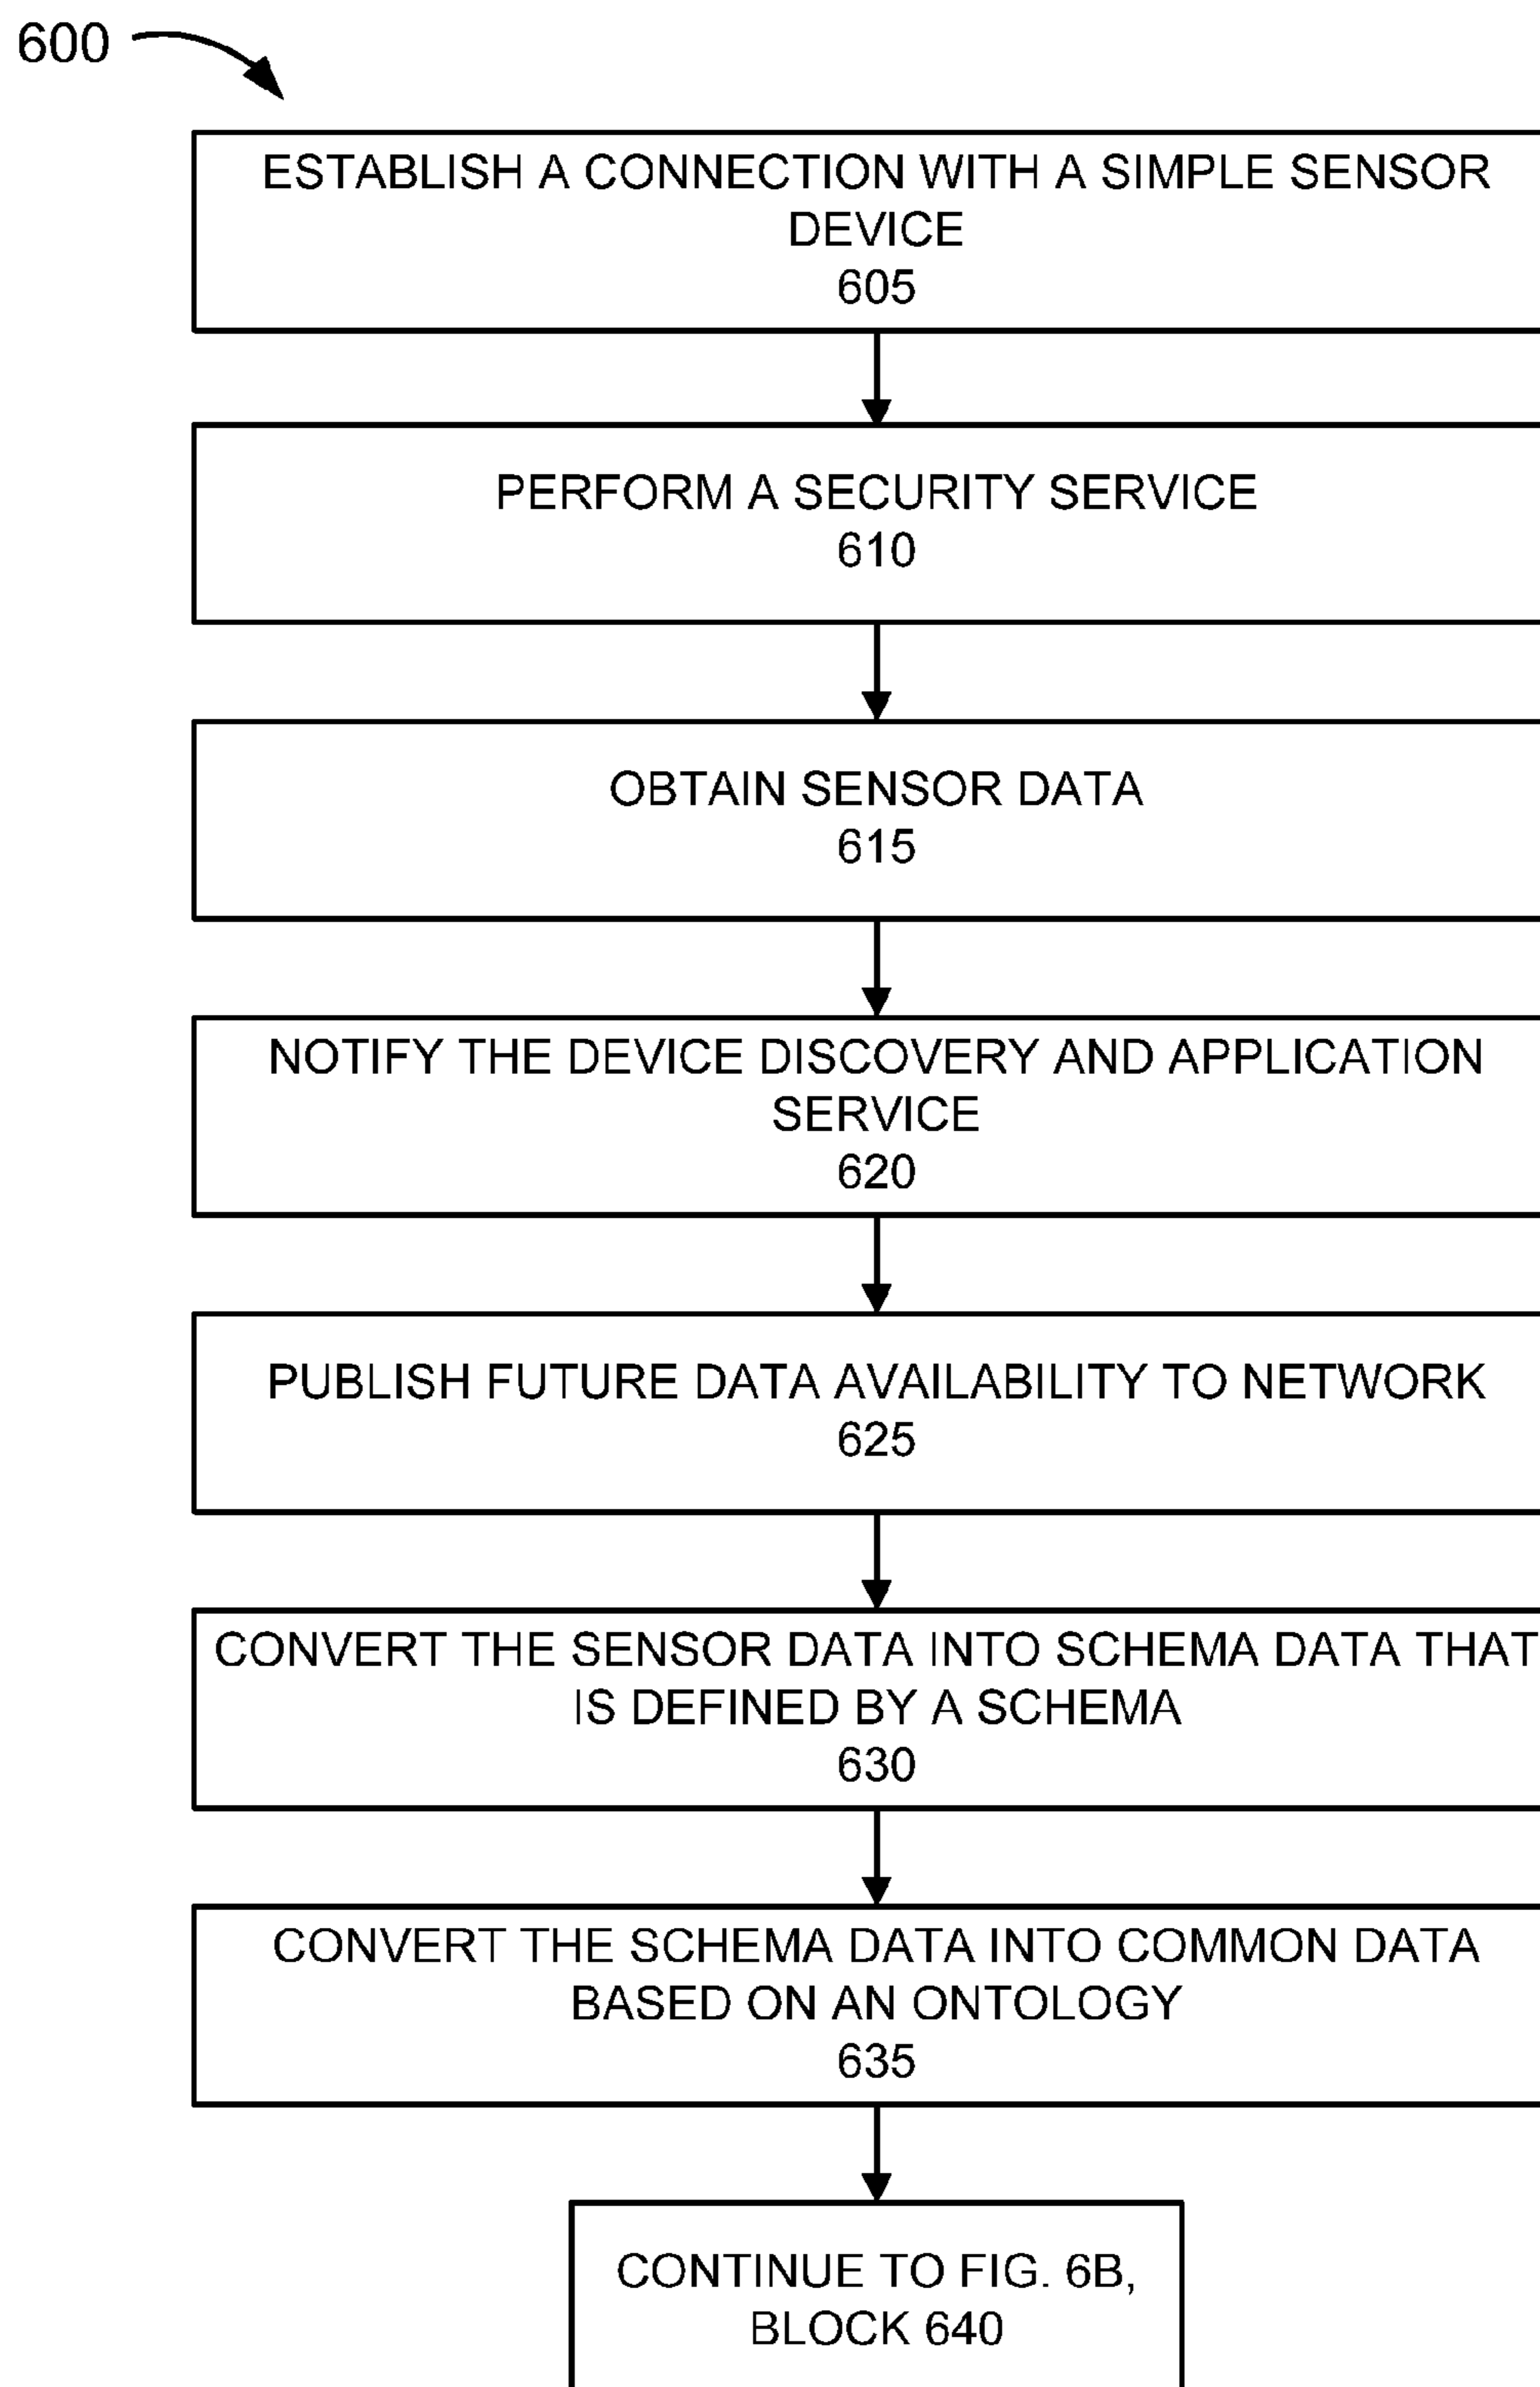 600
ESTABLISH A CONNECTION WITH A SIMPLE SENSOR
DEVICE
605
PERFORM A SECURITY SERVICE
610
OBTAIN SENSOR DATA
615
NOTIFY THE DEVICE DISCOVERY AND APPLICATION
SERVICE
620
PUBLISH FUTURE DATA AVAILABILITY TO NETWORK
625
CONVERT THE SENSOR DATA INTO SCHEMA DATA THAT
IS DEFINED BY A SCHEMA
630
CONVERT THE SCHEMA DATA INTO COMMON DATA
BASED ON AN ONTOLOGY
635
CONTINUE TO FIG. 6B,
BLOCK 640